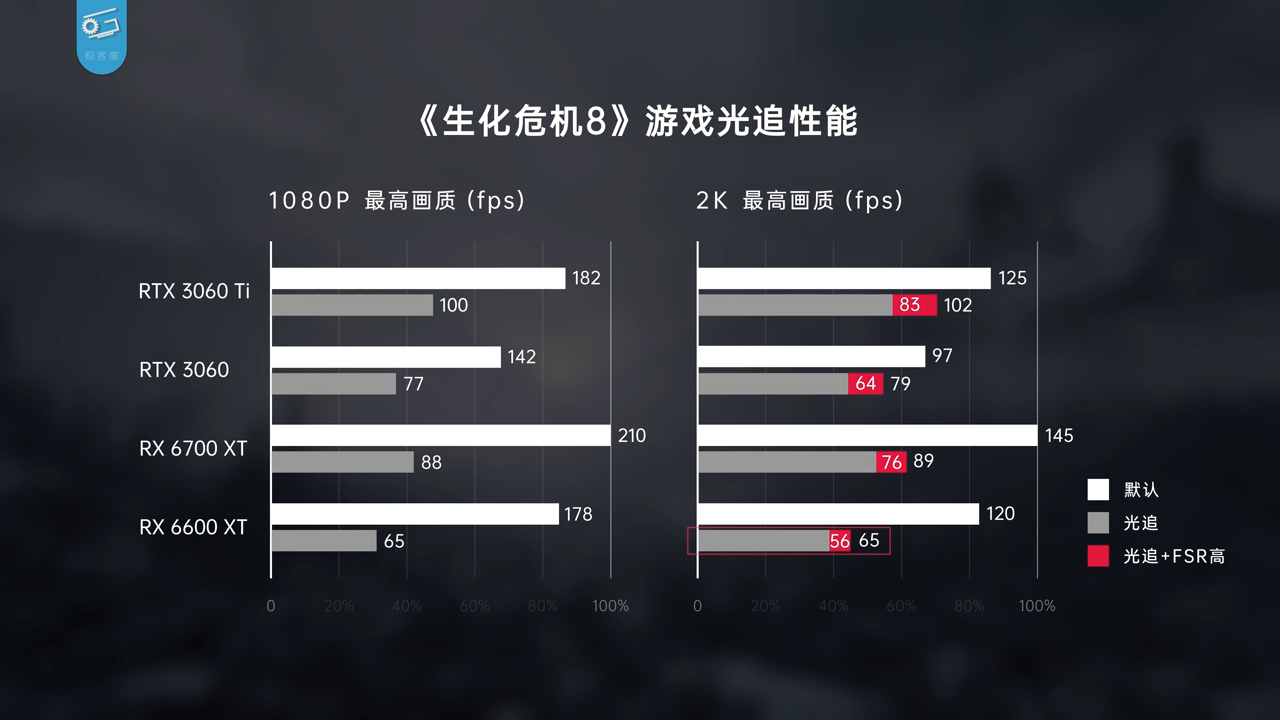 极客湾
《生化危机8》游戏光追性能
1080P 最高画质 (fps)
2K 最高画质 (fps)
RTX 3060 Ti
182
100
125
83
102
RTX 3060
142
77
97
64
79
RX 6700 XT
210
88
145
76
89
RX 6600 XT
178
65
120
56
65
默认
光追
光追+FSR高
0 20% 40% 60% 80% 100%
0 20% 40% 60% 80% 100%